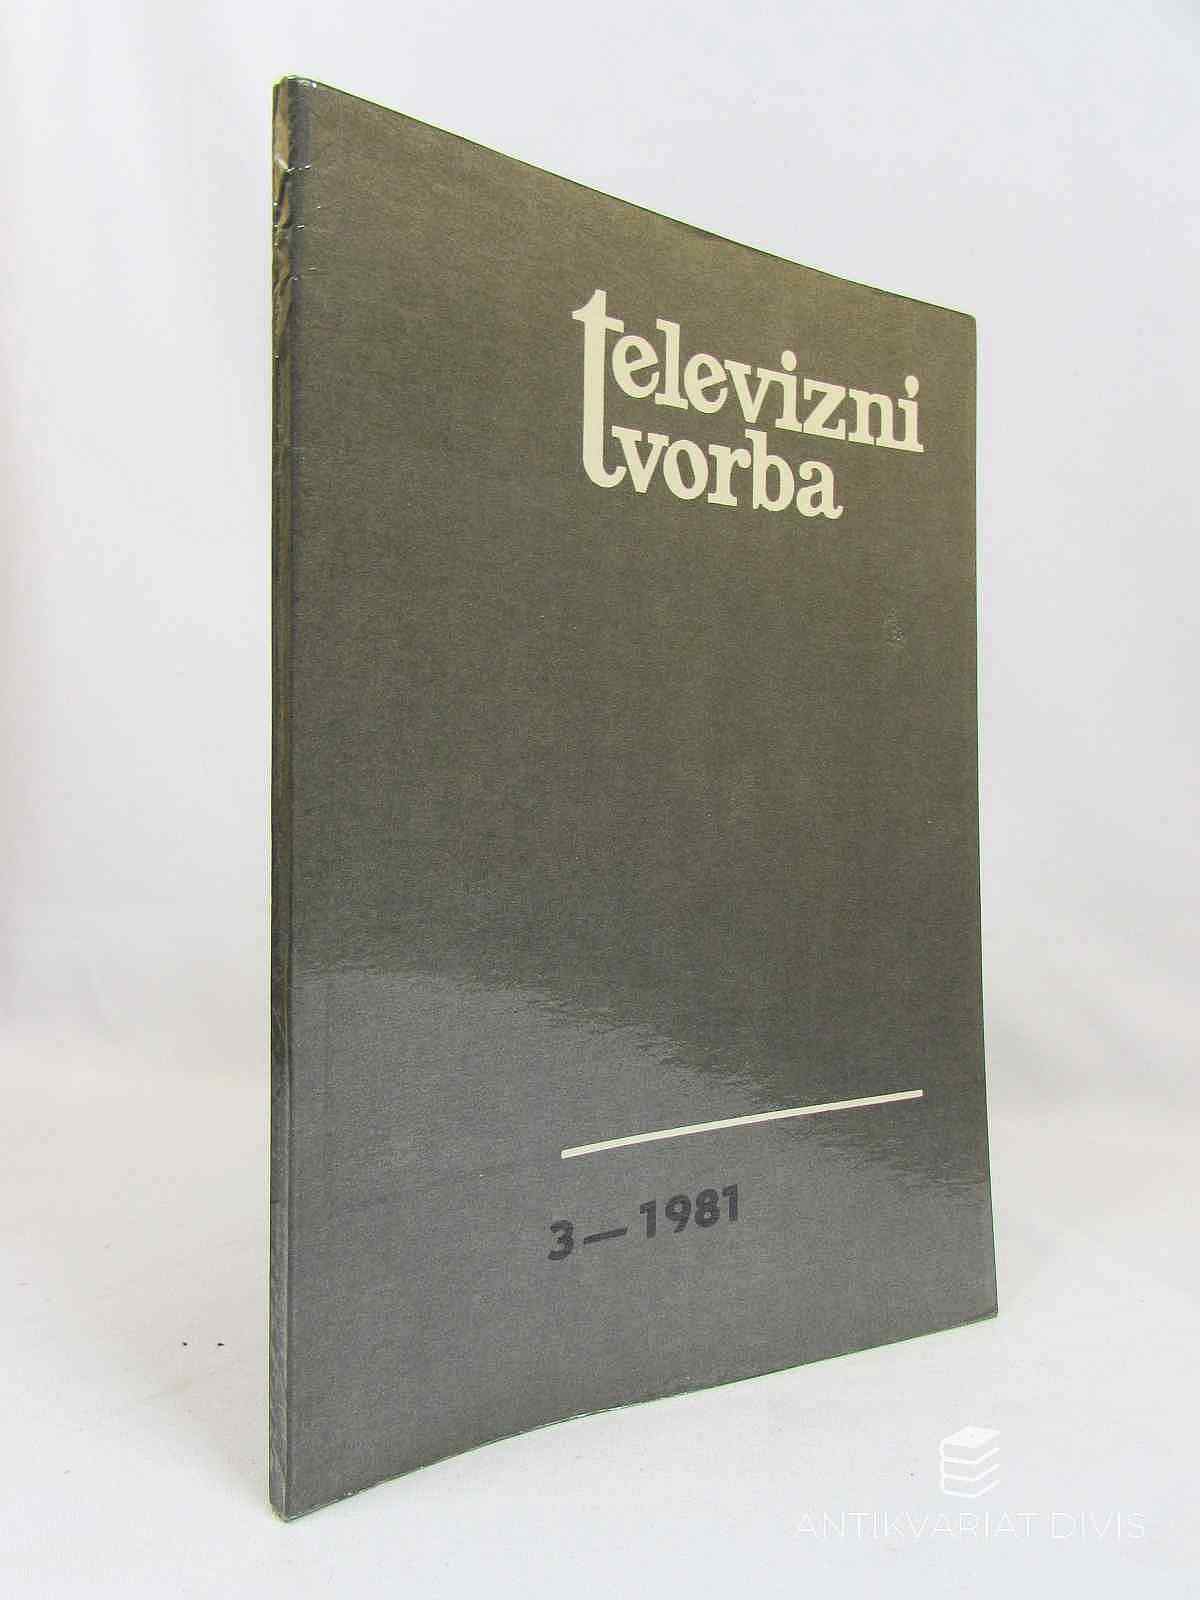 televizni
tvorba
3 — 1981
ANTIKVARIAT DIVIS